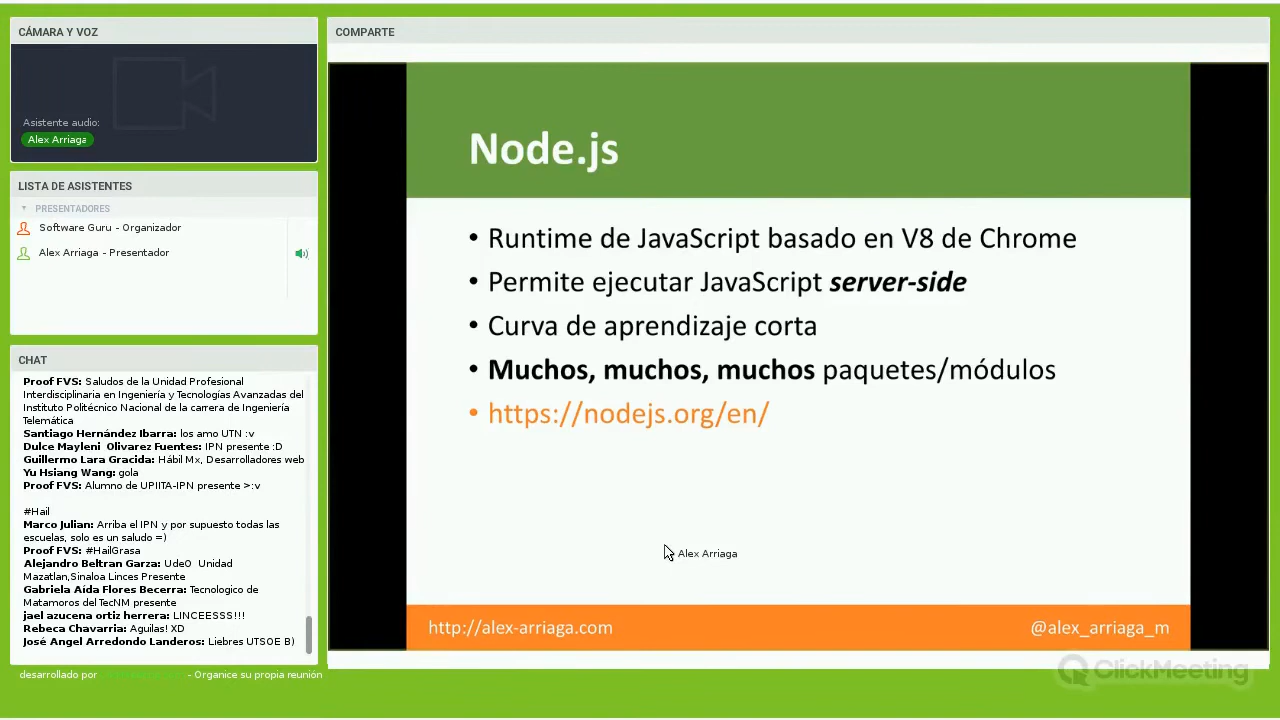 CÁMARA Y VOZ
Asistente audio:
Alex Arriaga
LISTA DE ASISTENTES
PRESENTADORES
Software Guru - Organizador
Alex Arriaga - Presentador
CHAT
Proof FVS: Saludos de la Unidad Profesional
Interdisciplinaria en Ingeniería y Tecnologías Avanzadas del
Instituto Politécnico Nacional de la carrera de Ingeniería
Telemática
Santiago Hernández Ibarra: los amo UTN :v
Dulce Mayleni Olivarez Fuentes: IPN presente :D
Guillermo Lara Gracida: Hábil Mx, Desarrolladores web
Yu Hsiang Wang: gola
Proof FVS: Alumno de UPIITA-IPN presente >:v
#Hail
Marco Julian: Arriba el IPN y por supuesto todas las
escuelas, solo es un saludo =)
Proof FVS: #HailGrasa
Alejandro Beltran Garza: UdeO Unidad
Mazatlan,Sinaloa Linces Presente
Gabriela Aída Flores Becerra: Tecnologico de
Matamoros del TecNM presente
jael azucena ortiz herrera: LINCEESSS!!!
Rebeca Chavarria: Aguilas! XD
José Angel Arredondo Landeros: Liebres UTSOE B)
desarrollado por - Organice su propia reunión
COMPARTE
Node.js
• Runtime de JavaScript basado en V8 de Chrome
• Permite ejecutar JavaScript server-side
• Curva de aprendizaje corta
• Muchos, muchos, muchos paquetes/módulos
• https://nodejs.org/en/
Alex Arriaga
http://alex-arriaga.com
@alex_arriaga_m
ClickMeeting